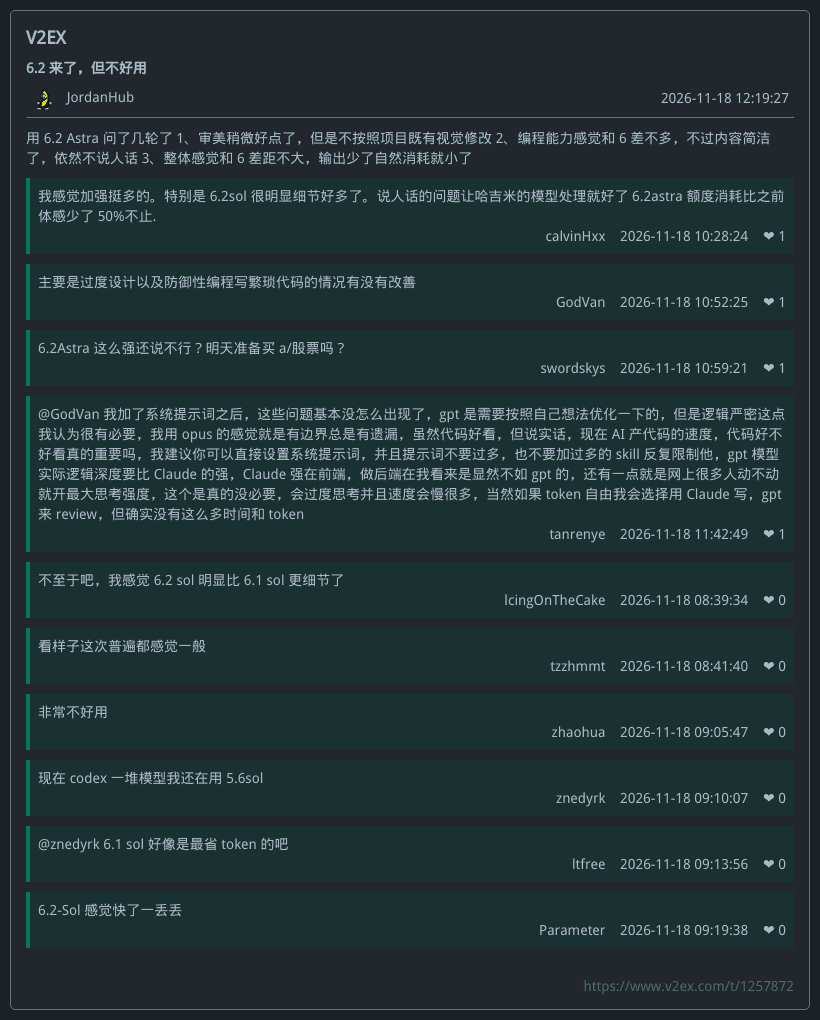 V2EX
6.2 来了，但不好用
JordanHub 2026-11-18 12:19:27
用 6.2 Astra 问了几轮了 1、审美稍微好点了，但是不按照项目既有视觉修改 2、编程能力感觉和 6 差不多，不过内容简洁
了，依然不说人话 3、整体感觉和 6 差距不大，输出少了自然消耗就小了
我感觉加强挺多的。特别是 6.2sol 很明显细节好多了。说人话的问题让哈吉米的模型处理就好了 6.2astra 额度消耗比之前
体感少了 50%不止.
calvinHxx 2026-11-18 10:28:24 ❤ 1
主要是过度设计以及防御性编程写繁琐代码的情况有没有改善
GodVan 2026-11-18 10:52:25 ❤ 1
6.2Astra 这么强还说不行？明天准备买 a/股票吗？
swordskys 2026-11-18 10:59:21 ❤ 1
@GodVan 我加了系统提示词之后，这些问题基本没怎么出现了，gpt 是需要按照自己想法优化一下的，但是逻辑严密这点
我认为很有必要，我用 opus 的感觉就是有边界总是有遗漏，虽然代码好看，但说实话，现在 AI 产代码的速度，代码好不
好看真的重要吗，我建议你可以直接设置系统提示词，并且提示词不要过多，也不要加过多的 skill 反复限制他，gpt 模型
实际逻辑深度要比 Claude 的强，Claude 强在前端，做后端在我看来是显然不如 gpt 的，还有一点就是网上很多人动不动
就开最大思考强度，这个是真的没必要，会过度思考并且速度会慢很多，当然如果 token 自由我会选择用 Claude 写，gpt
来 review，但确实没有这么多时间和 token
tanrenye 2026-11-18 11:42:49 ❤ 1
不至于吧，我感觉 6.2 sol 明显比 6.1 sol 更细节了
IcingOnTheCake 2026-11-18 08:39:34 ❤ 0
看样子这次普遍都感觉一般
tzzhmmt 2026-11-18 08:41:40 ❤ 0
非常不好用
zhaohua 2026-11-18 09:05:47 ❤ 0
现在 codex 一堆模型我还在用 5.6sol
znedyrk 2026-11-18 09:10:07 ❤ 0
@znedyrk 6.1 sol 好像是最省 token 的吧
ltfree 2026-11-18 09:13:56 ❤ 0
6.2-Sol 感觉快了一丢丢
Parameter 2026-11-18 09:19:38 ❤ 0
https://www.v2ex.com/t/1257872